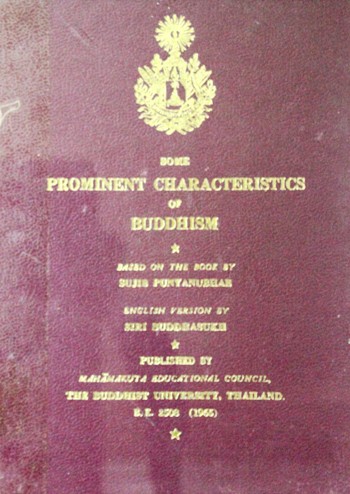 SOME
PROMINENT CHARACTERISTICS
OF
BUDDHISM
BASED ON THE BOOK BY
SUJIB PUNYANUBHAB
ENGLISH VERSION BY
SIRI BUDDHASUKH
PUBLISHED BY
MAHĀMAKUTA EDUCATIONAL COUNCIL,
THE BUDDHIST UNIVERSITY, THAILAND.
B.E. 2508 (1965)